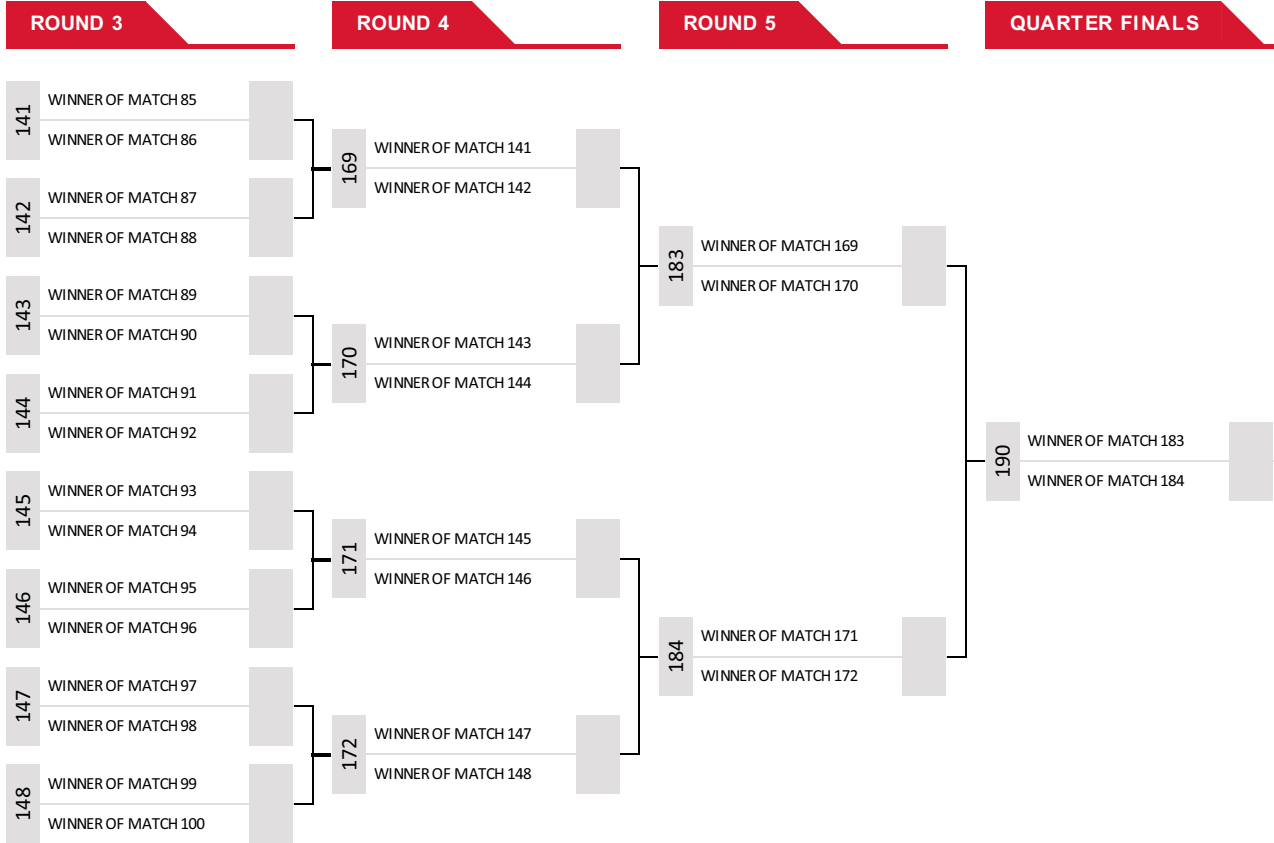 ROUND 3
ROUND 4
ROUND 5
QUARTER FINALS
141
WINNER OF MATCH 85
WINNER OF MATCH 86
142
WINNER OF MATCH 87
WINNER OF MATCH 88
143
WINNER OF MATCH 89
WINNER OF MATCH 90
144
WINNER OF MATCH 91
WINNER OF MATCH 92
145
WINNER OF MATCH 93
WINNER OF MATCH 94
146
WINNER OF MATCH 95
WINNER OF MATCH 96
147
WINNER OF MATCH 97
WINNER OF MATCH 98
148
WINNER OF MATCH 99
WINNER OF MATCH 100
169
WINNER OF MATCH 141
WINNER OF MATCH 142
170
WINNER OF MATCH 143
WINNER OF MATCH 144
171
WINNER OF MATCH 145
WINNER OF MATCH 146
172
WINNER OF MATCH 147
WINNER OF MATCH 148
183
WINNER OF MATCH 169
WINNER OF MATCH 170
184
WINNER OF MATCH 171
WINNER OF MATCH 172
190
WINNER OF MATCH 183
WINNER OF MATCH 184